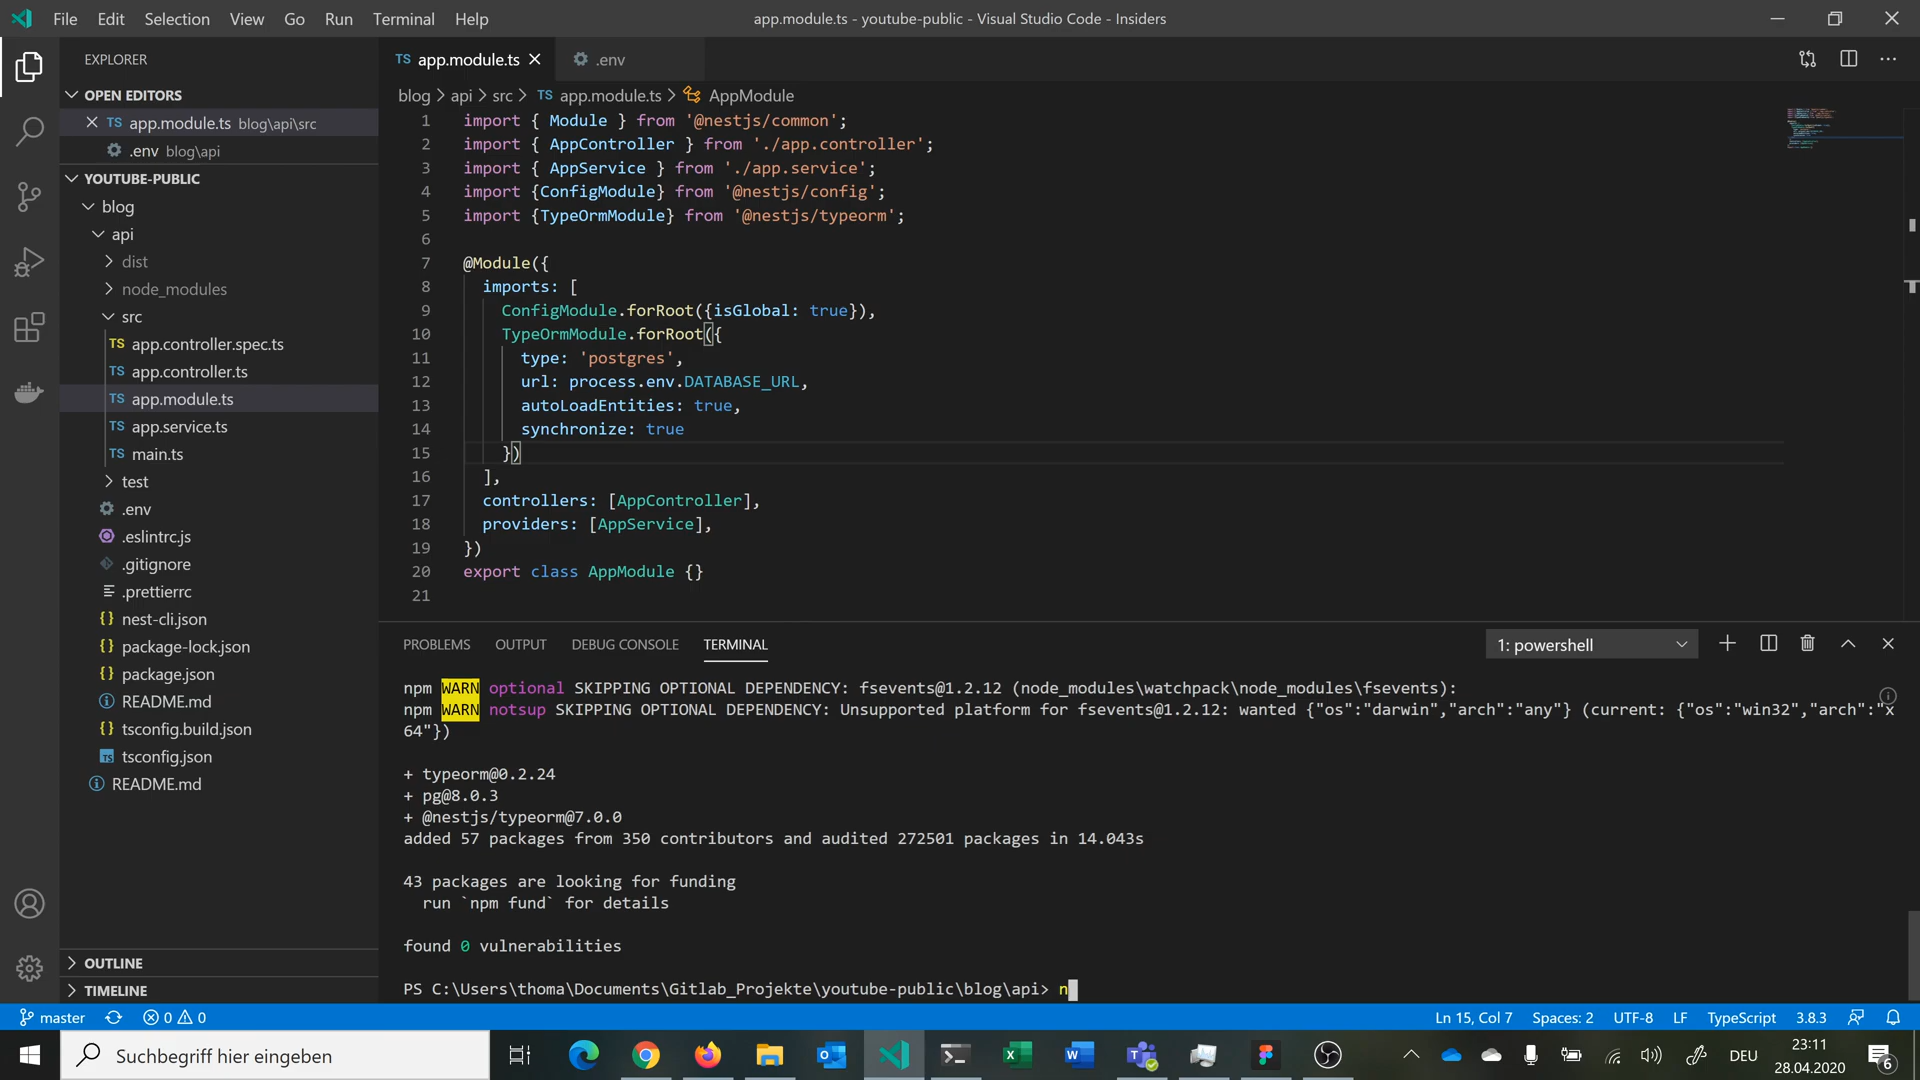 File Edit Selection View Go Run Terminal Help
app.module.ts - youtube-public - Visual Studio Code - Insiders
EXPLORER
OPEN EDITORS
TS app.module.ts blog\api\src
.env blog\api
YOUTUBE-PUBLIC
blog
api
dist
node_modules
src
TS app.controller.spec.ts
TS app.controller.ts
TS app.module.ts
TS app.service.ts
TS main.ts
test
.env
.eslintrc.js
.gitignore
.prettierrc
{} nest-cli.json
{} package-lock.json
{} package.json
README.md
{} tsconfig.build.json
TS tsconfig.json
README.md
OUTLINE
TIMELINE
TS app.module.ts
.env
blog > api > src > TS app.module.ts > AppModule
1 import { Module } from '@nestjs/common';
2 import { AppController } from './app.controller';
3 import { AppService } from './app.service';
4 import {ConfigModule} from '@nestjs/config';
5 import {TypeOrmModule} from '@nestjs/typeorm';
6
7 @Module({
8 imports: [
9 ConfigModule.forRoot({isGlobal: true}),
10 TypeOrmModule.forRoot({
11 type: 'postgres',
12 url: process.env.DATABASE_URL,
13 autoLoadEntities: true,
14 synchronize: true
15 })
16 ],
17 controllers: [AppController],
18 providers: [AppService],
19 })
20 export class AppModule {}
21
PROBLEMS OUTPUT DEBUG CONSOLE TERMINAL
1: powershell
npm WARN optional SKIPPING OPTIONAL DEPENDENCY: fsevents@1.2.12 (node_modules\watchpack\node_modules\fsevents):
npm WARN notsup SKIPPING OPTIONAL DEPENDENCY: Unsupported platform for fsevents@1.2.12: wanted {"os":"darwin","arch":"any"} (current: {"os":"win32","arch":"x
64"})
+ typeorm@0.2.24
+ pg@8.0.3
+ @nestjs/typeorm@7.0.0
added 57 packages from 350 contributors and audited 272501 packages in 14.043s
43 packages are looking for funding
run `npm fund` for details
found 0 vulnerabilities
PS C:\Users\thoma\Documents\Gitlab_Projekte\youtube-public\blog\api> n
master 0 0
Ln 15, Col 7 Spaces: 2 UTF-8 LF TypeScript 3.8.3
Suchbegriff hier eingeben
DEU
23:11
28.04.2020
6